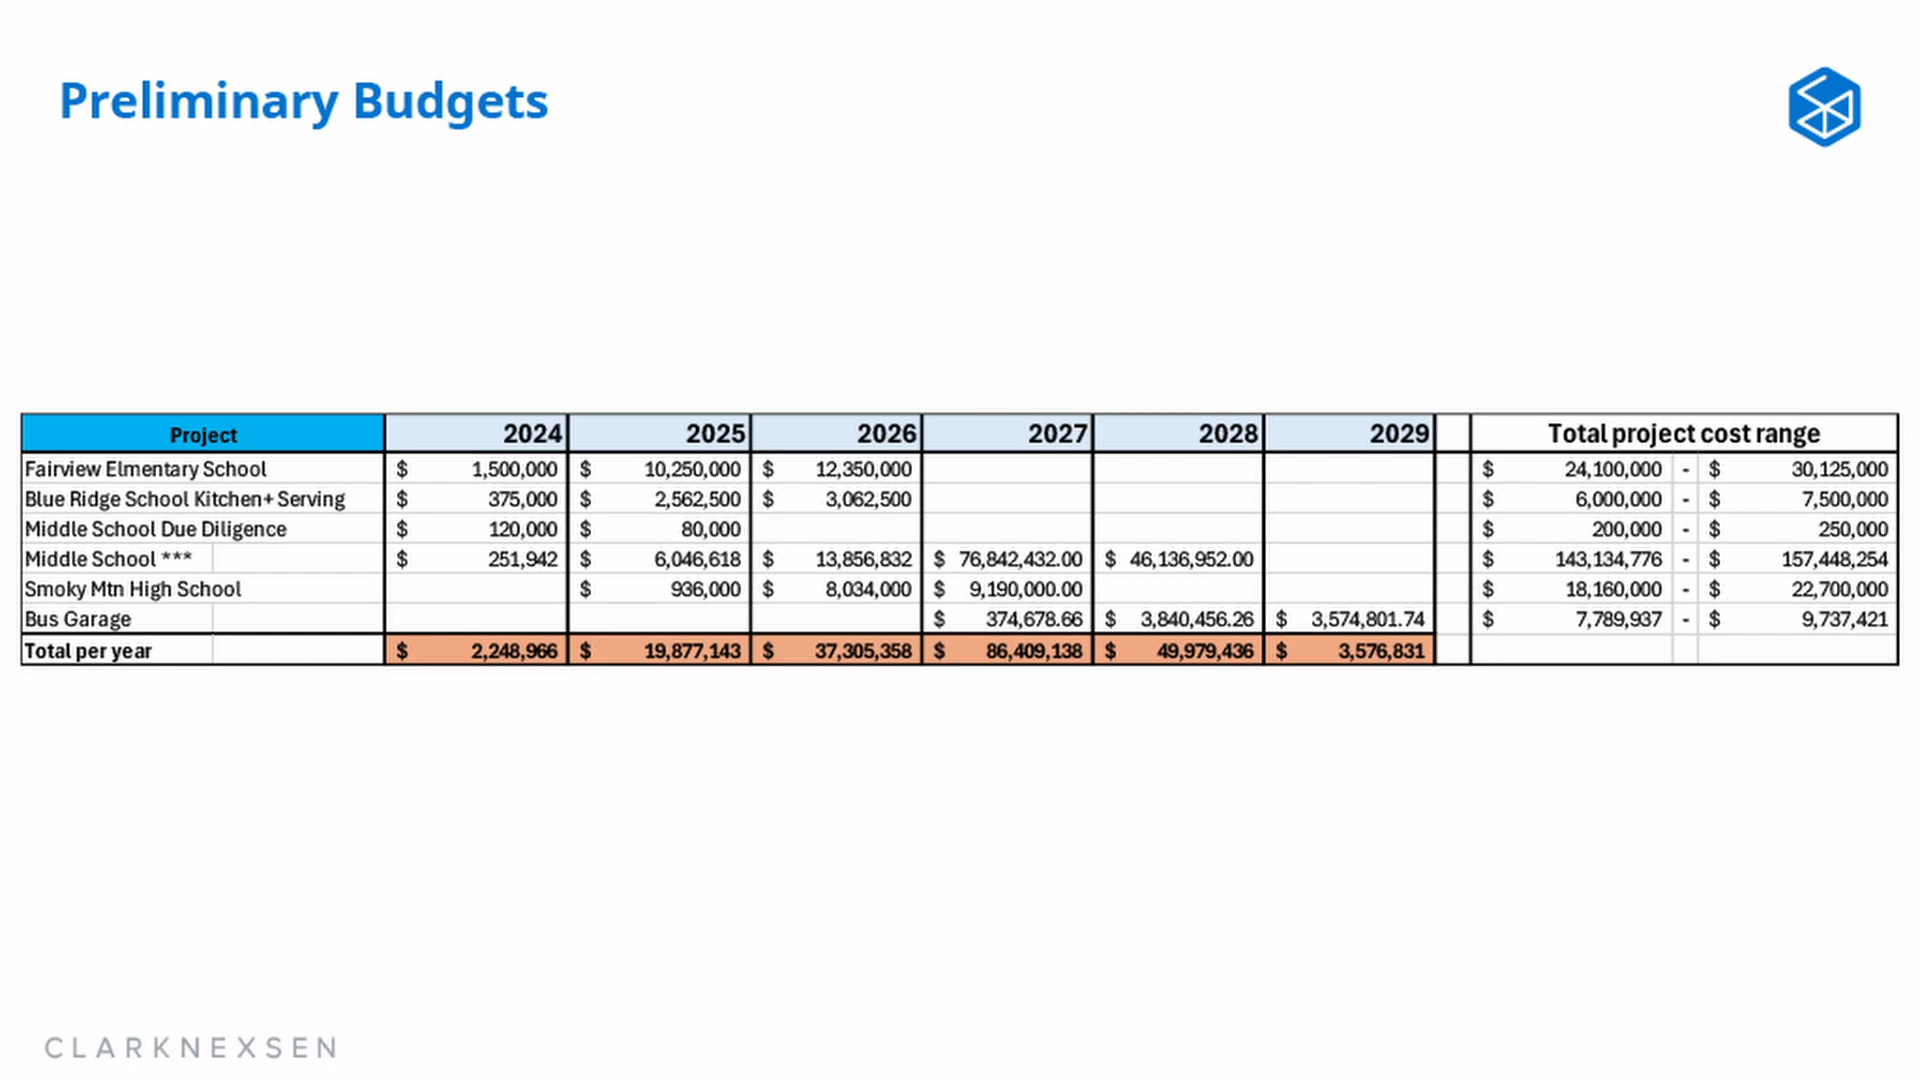 Preliminary Budgets
Project 2024 2025 2026 2027 2028 2029 Total project cost range
Fairview Elmentary School $ 1,500,000 $ 10,250,000 $ 12,350,000 $ 24,100,000 - $ 30,125,000
Blue Ridge School Kitchen+ Serving $ 375,000 $ 2,562,500 $ 3,062,500 $ 6,000,000 - $ 7,500,000
Middle School Due Diligence $ 120,000 $ 80,000 $ 200,000 - $ 250,000
Middle School *** $ 251,942 $ 6,046,618 $ 13,856,832 $ 76,842,432.00 $ 46,136,952.00 $ 143,134,776 - $ 157,448,254
Smoky Mtn High School $ 936,000 $ 8,034,000 $ 9,190,000.00 $ 18,160,000 - $ 22,700,000
Bus Garage $ 374,678.66 $ 3,840,456.26 $ 3,574,801.74 $ 7,789,937 - $ 9,737,421
Total per year $ 2,248,966 $ 19,877,143 $ 37,305,358 $ 86,409,138 $ 49,979,436 $ 3,576,831
CLARKNEXSEN